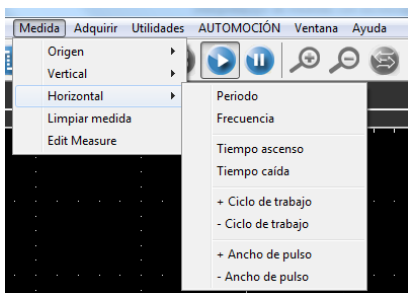 Medida Adquirir Utilidades AUTOMOCIÓN Ventana Ayuda
Origen
Vertical
Horizontal
Limpiar medida
Edit Measure
Periodo
Frecuencia
Tiempo ascenso
Tiempo caída
+ Ciclo de trabajo
- Ciclo de trabajo
+ Ancho de pulso
- Ancho de pulso